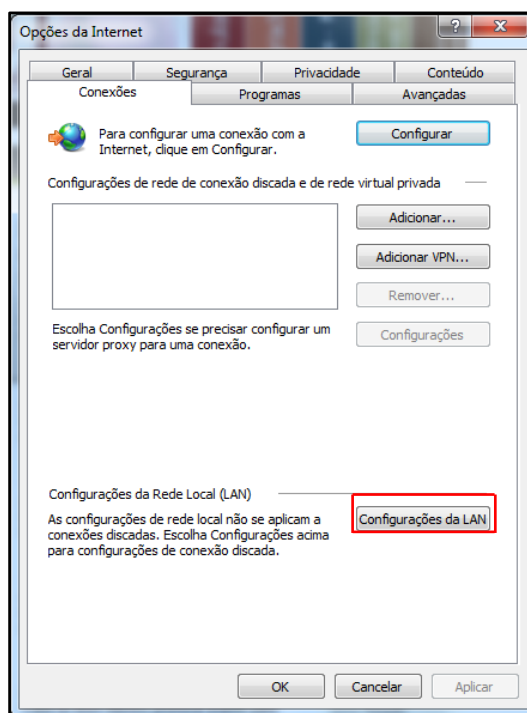 Opções da Internet
?
X
Geral
Segurança
Privacidade
Conteúdo
Conexões
Programas
Avançadas
Para configurar uma conexão com a
Internet, clique em Configurar.
Configurar
Configurações de rede de conexão discada e de rede virtual privada
Adicionar...
Adicionar VPN...
Remover...
Escolha Configurações se precisar configurar um
servidor proxy para uma conexão.
Configurações
Configurações da Rede Local (LAN)
As configurações de rede local não se aplicam a
conexões discadas. Escolha Configurações acima
para configurações de conexão discada.
Configurações da LAN
OK
Cancelar
Aplicar